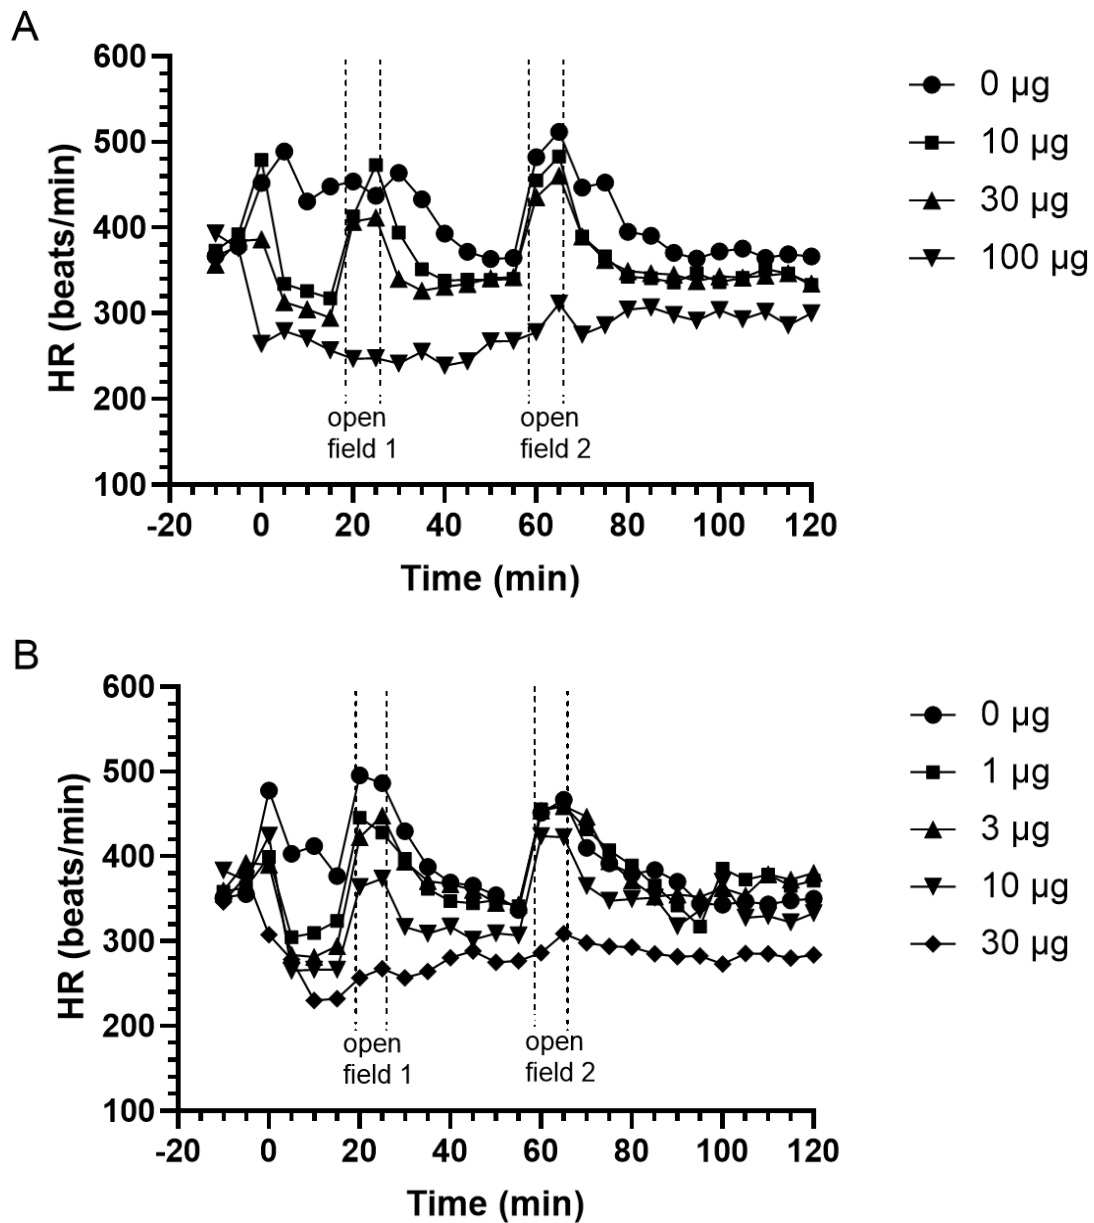 A
600
500
400
300
200
100
HR (beats/min)
open
field 1
open
field 2
-20
0
20
40
60
80
100
120
Time (min)
0 µg
10 µg
30 µg
100 µg
B
600
500
400
300
200
100
HR (beats/min)
open
field 1
open
field 2
-20
0
20
40
60
80
100
120
Time (min)
0 µg
1 µg
3 µg
10 µg
30 µg